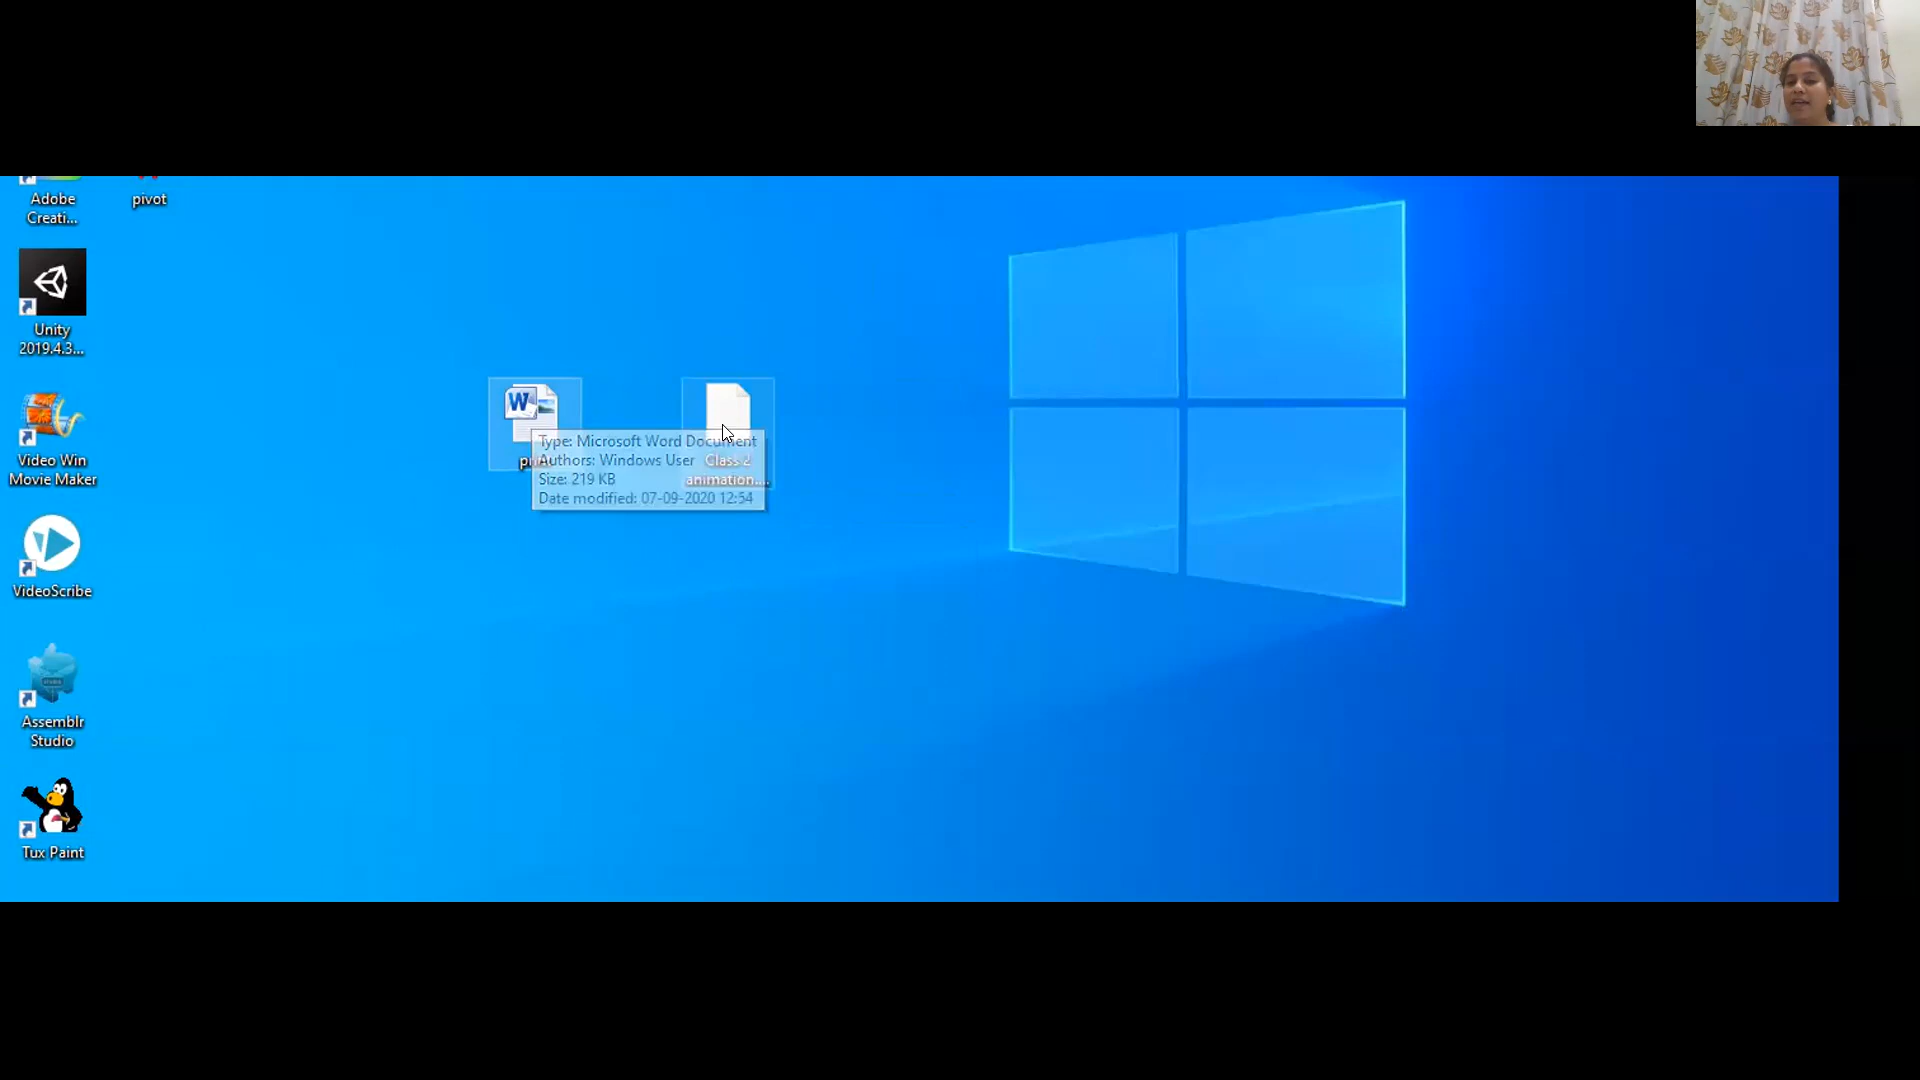 Adobe
Creati...
pivot
Unity
2019.4.3...
Video Win
Movie Maker
VideoScribe
Assemblr
Studio
Tux Paint
W
Type: Microsoft Word Document
Authors: Windows User
Size: 219 KB
Date modified: 07-09-2020 12:54
Class 2
animation....